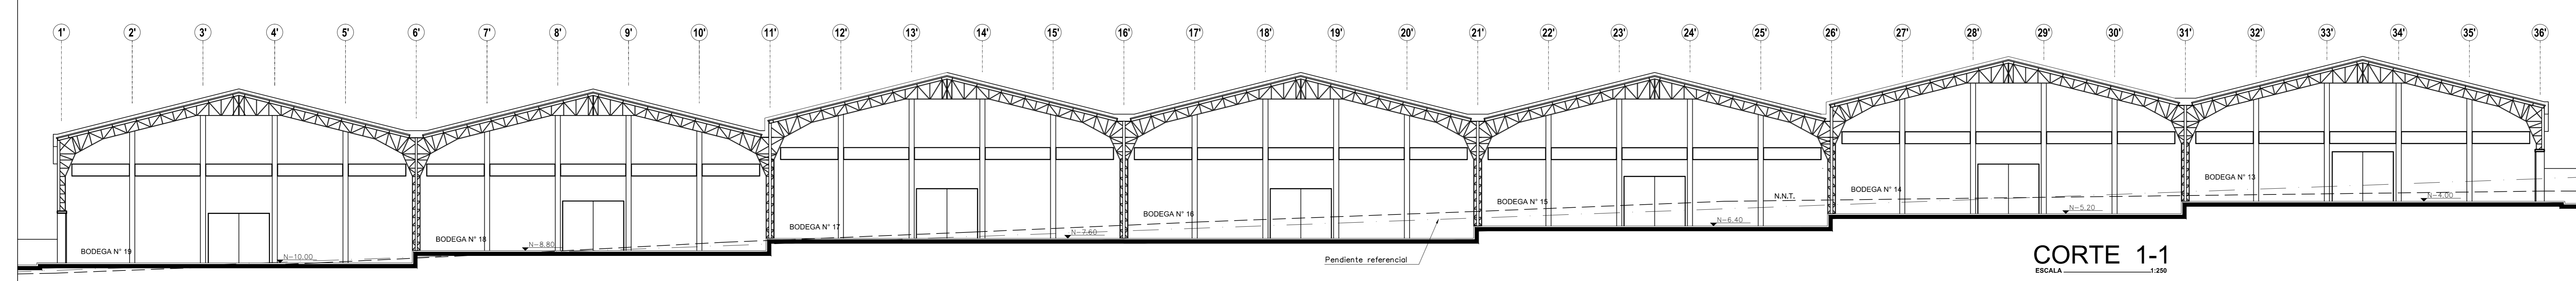 1' 2' 3' 4' 5' 6' 7' 8' 9' 10' 11' 12' 13' 14' 15' 16' 17' 18' 19' 20' 21' 22' 23' 24' 25' 26' 27' 28' 29' 30' 31' 32' 33' 34' 35' 36'
BODEGA N° 13
BODEGA N° 14
N-4.00
N.N.T.
BODEGA N° 15
N-5.20
BODEGA N° 16
N-6.40
BODEGA N° 17
N-7.60
BODEGA N° 18
N-8.80
BODEGA N° 19
N-10.00
Pendiente referencial
CORTE 1-1
ESCALA 1:250